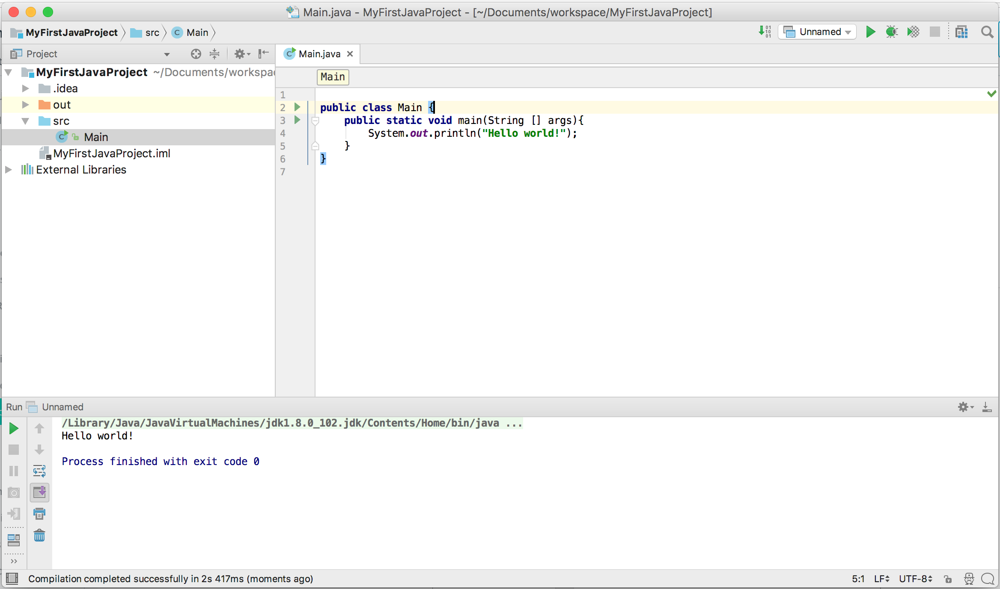 Main.java - MyFirstJavaProject - [~/Documents/workspace/MyFirstJavaProject]
MyFirstJavaProject src C Main
01
10
01
Unnamed
Project
C Main.java
MyFirstJavaProject ~/Documents/workspa
.idea
out
src
C Main
MyFirstJavaProject.iml
External Libraries
Main
1
2 public class Main {
3 public static void main(String [] args){
4 System.out.println("Hello world!");
5 }
6 }
7
Run Unnamed
/Library/Java/JavaVirtualMachines/jdk1.8.0_102.jdk/Contents/Home/bin/java ...
Hello world!
Process finished with exit code 0
Compilation completed successfully in 2s 417ms (moments ago)
5:1 LF UTF-8